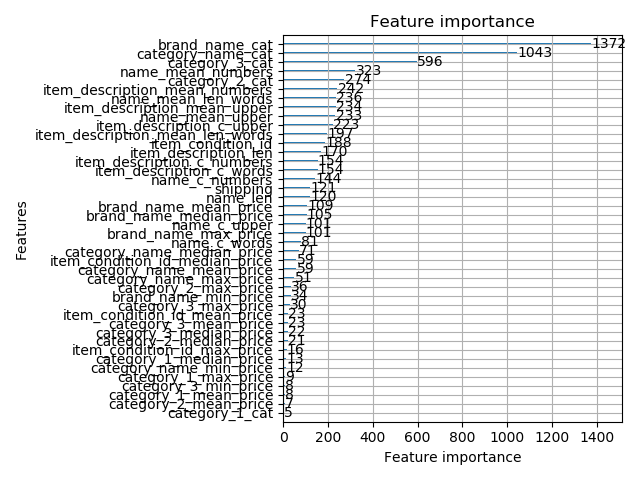 Feature importance
brand_name_cat 1372
category_name_cat 1043
category_3_cat 596
name_mean_numbers 323
category_2_cat 274
item_description_mean_numbers 242
name_mean_len_words 236
item_description_mean_upper 234
name_mean_upper 233
item_description_c_upper 223
item_description_mean_len_words 197
item_condition_id 188
item_description_len 170
item_description_c_numbers 154
item_description_c_words 154
name_c_numbers 144
shipping 121
name_len 120
brand_name_mean_price 109
brand_name_median_price 105
name_c_upper 101
brand_name_max_price 101
name_c_words 81
category_name_median_price 71
item_condition_id_median_price 59
category_name_mean_price 59
category_name_max_price 51
category_2_max_price 36
brand_name_min_price 34
category_3_max_price 30
item_condition_id_mean_price 23
category_3_mean_price 23
category_3_median_price 22
category_2_median_price 21
item_condition_id_max_price 16
category_1_median_price 13
category_name_min_price 12
category_1_max_price 9
category_3_min_price 8
category_1_mean_price 8
category_2_mean_price 7
category_1_cat 5
Features
0 200 400 600 800 1000 1200 1400
Feature importance